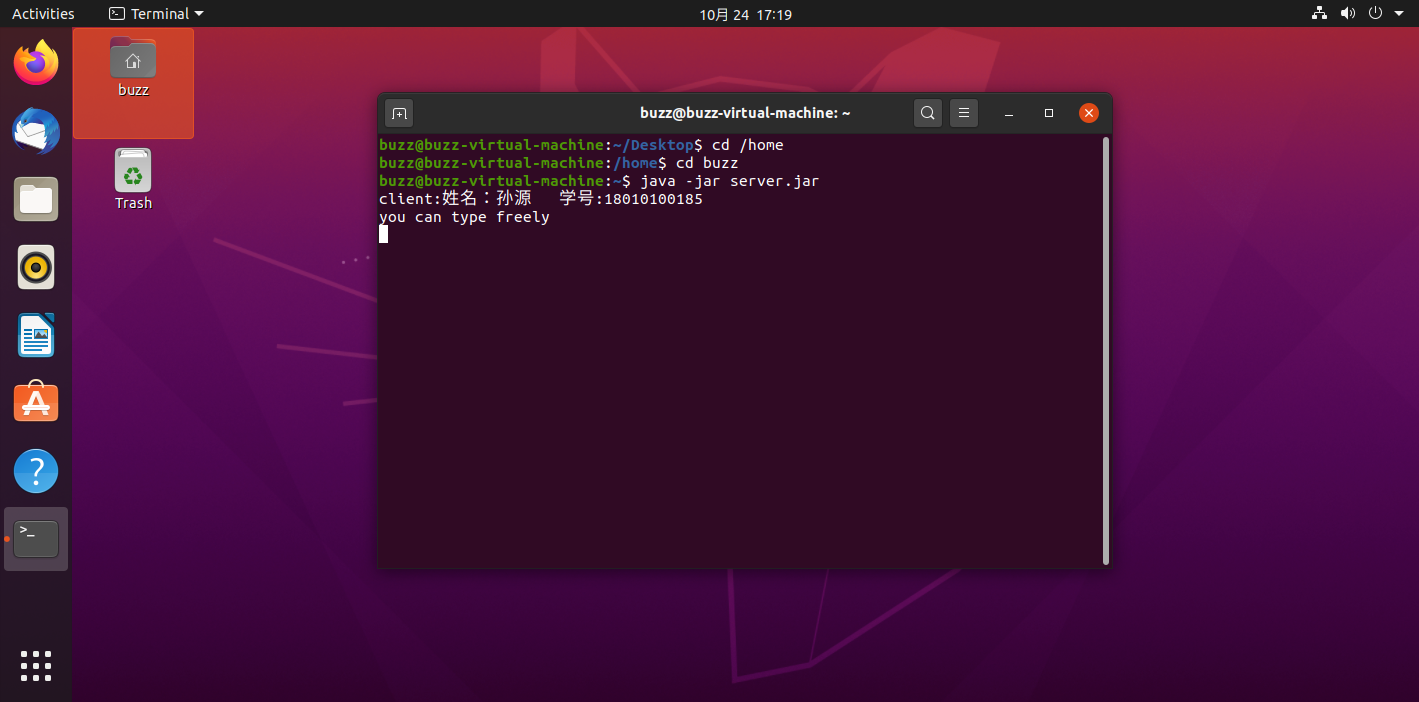 Activities
Terminal
10月 24 17:19
buzz
Trash
buzz@buzz-virtual-machine: ~
buzz@buzz-virtual-machine:~/Desktop$ cd /home
buzz@buzz-virtual-machine:/home$ cd buzz
buzz@buzz-virtual-machine:~$ java -jar server.jar
client:姓名：孙源   学号:18010100185
you can type freely